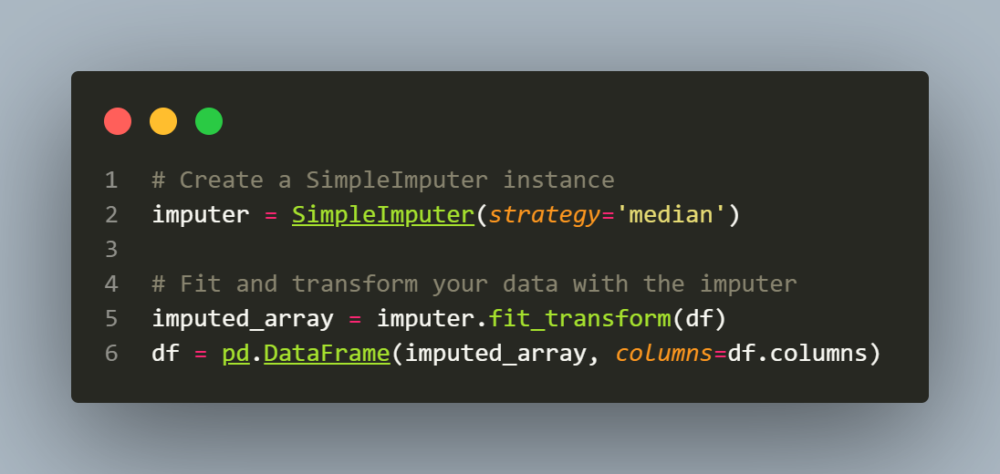 1 # Create a SimpleImputer instance
2 imputer = SimpleImputer(strategy='median')
3
4 # Fit and transform your data with the imputer
5 imputed_array = imputer.fit_transform(df)
6 df = pd.DataFrame(imputed_array, columns=df.columns)